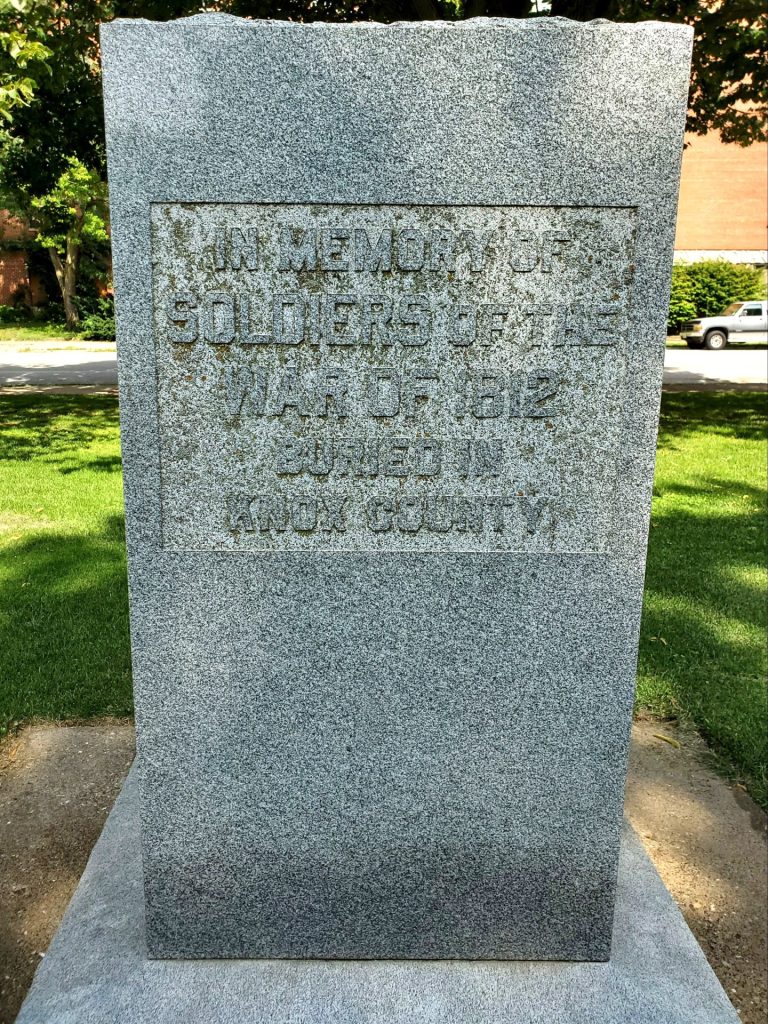 IN MEMORY OF
SOLDIERS OF THE
WAR OF 1812
BURIED IN
KNOX COUNTY.